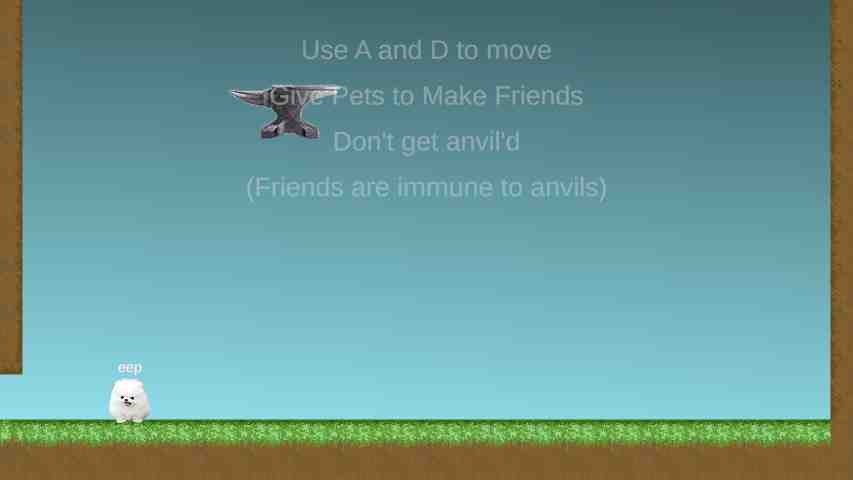 Use A and D to move
Give Pets to Make Friends
Don't get anvil'd
(Friends are immune to anvils)
eep